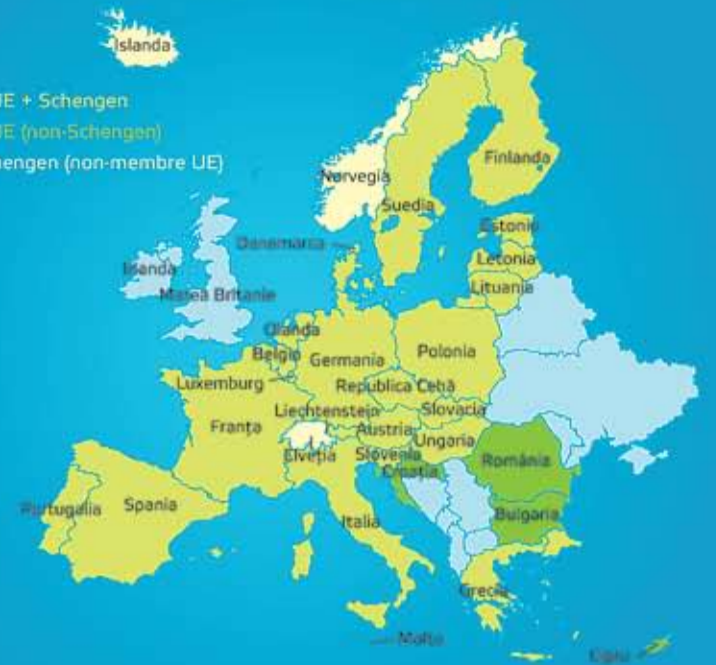 Islanda
UE + Schengen
UE (non-Schengen)
hengen (non-membre UE)
Norvegia
Finlanda
Suedia
Estonia
Danemarca
Letonia
Irlanda
Lituania
Marea Britanie
Olanda
Belgia
Germania
Polonia
Luxemburg
Republica Cehă
Liechtenstein
Slovacia
Franța
Austria
Ungaria
Elveția
Slovenia
Croația
România
Portugalia
Spania
Italia
Bulgaria
Grecia
Malta
Cipru